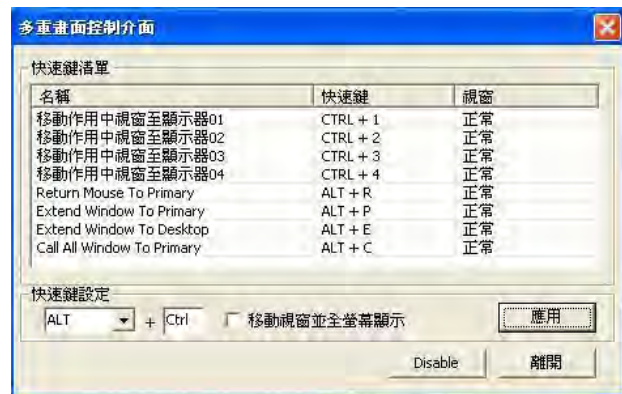 多重畫面控制介面
快速鍵清單
名稱 快速鍵 視窗
移動作用中視窗至顯示器01 CTRL + 1 正常
移動作用中視窗至顯示器02 CTRL + 2 正常
移動作用中視窗至顯示器03 CTRL + 3 正常
移動作用中視窗至顯示器04 CTRL + 4 正常
Return Mouse To Primary ALT + R 正常
Extend Window To Primary ALT + P 正常
Extend Window To Desktop ALT + E 正常
Call All Window To Primary ALT + C 正常
快速鍵設定
ALT + Ctrl 移動視窗並全螢幕顯示 應用
Disable 離開